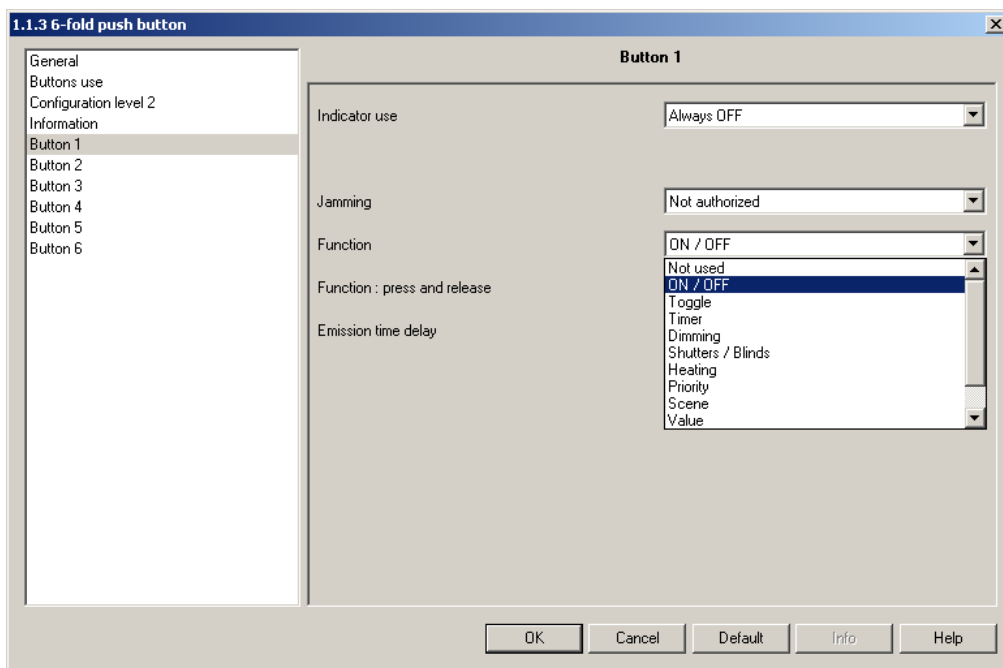 1.1.3 6-fold push button
General
Buttons use
Configuration level 2
Information
Button 1
Button 2
Button 3
Button 4
Button 5
Button 6
Button 1
Indicator use
Always OFF
Jamming
Not authorized
Function
ON / OFF
Not used
ON / OFF
Toggle
Timer
Dimming
Shutters / Blinds
Heating
Priority
Scene
Value
Function : press and release
Emission time delay
OK
Cancel
Default
Info
Help